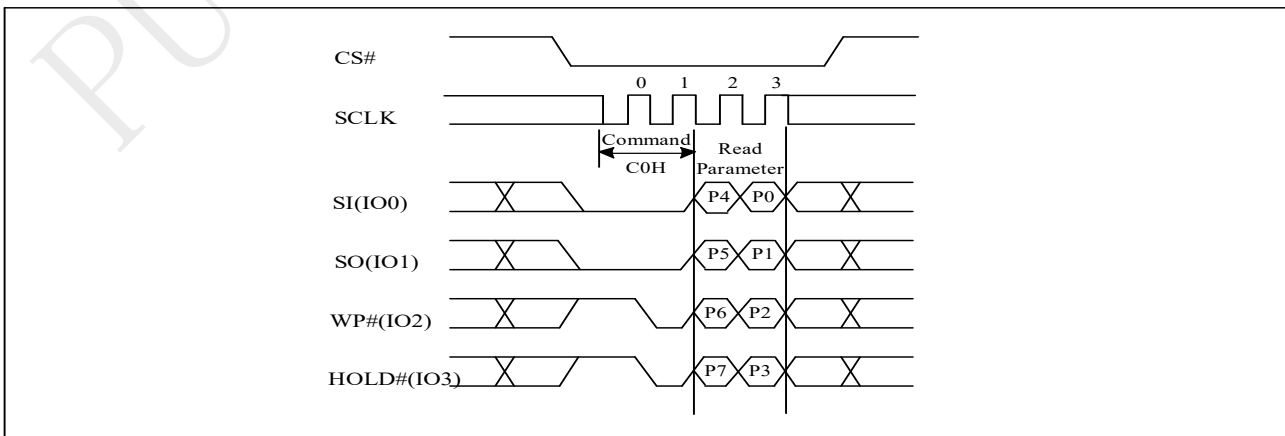 PU
CS#
0 1 2 3
SCLK
Command Read
C0H Parameter
SI(IO0) P4 P0
SO(IO1) P5 P1
WP#(IO2) P6 P2
HOLD#(IO3) P7 P3